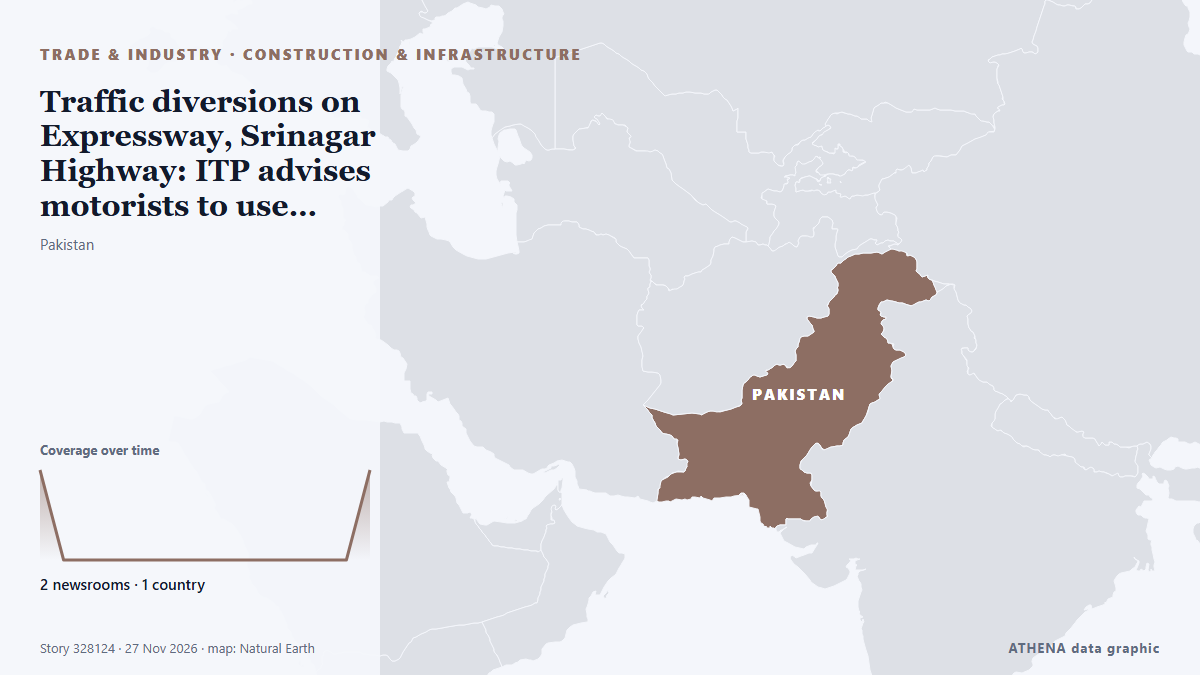 TRADE & INDUSTRY · CONSTRUCTION & INFRASTRUCTURE
Traffic diversions on
Expressway, Srinagar
Highway: ITP advises
motorists to use...
Pakistan
PAKISTAN
Coverage over time
2 newsrooms · 1 country
Story 328124 · 27 Nov 2026 · map: Natural Earth
ATHENA data graphic